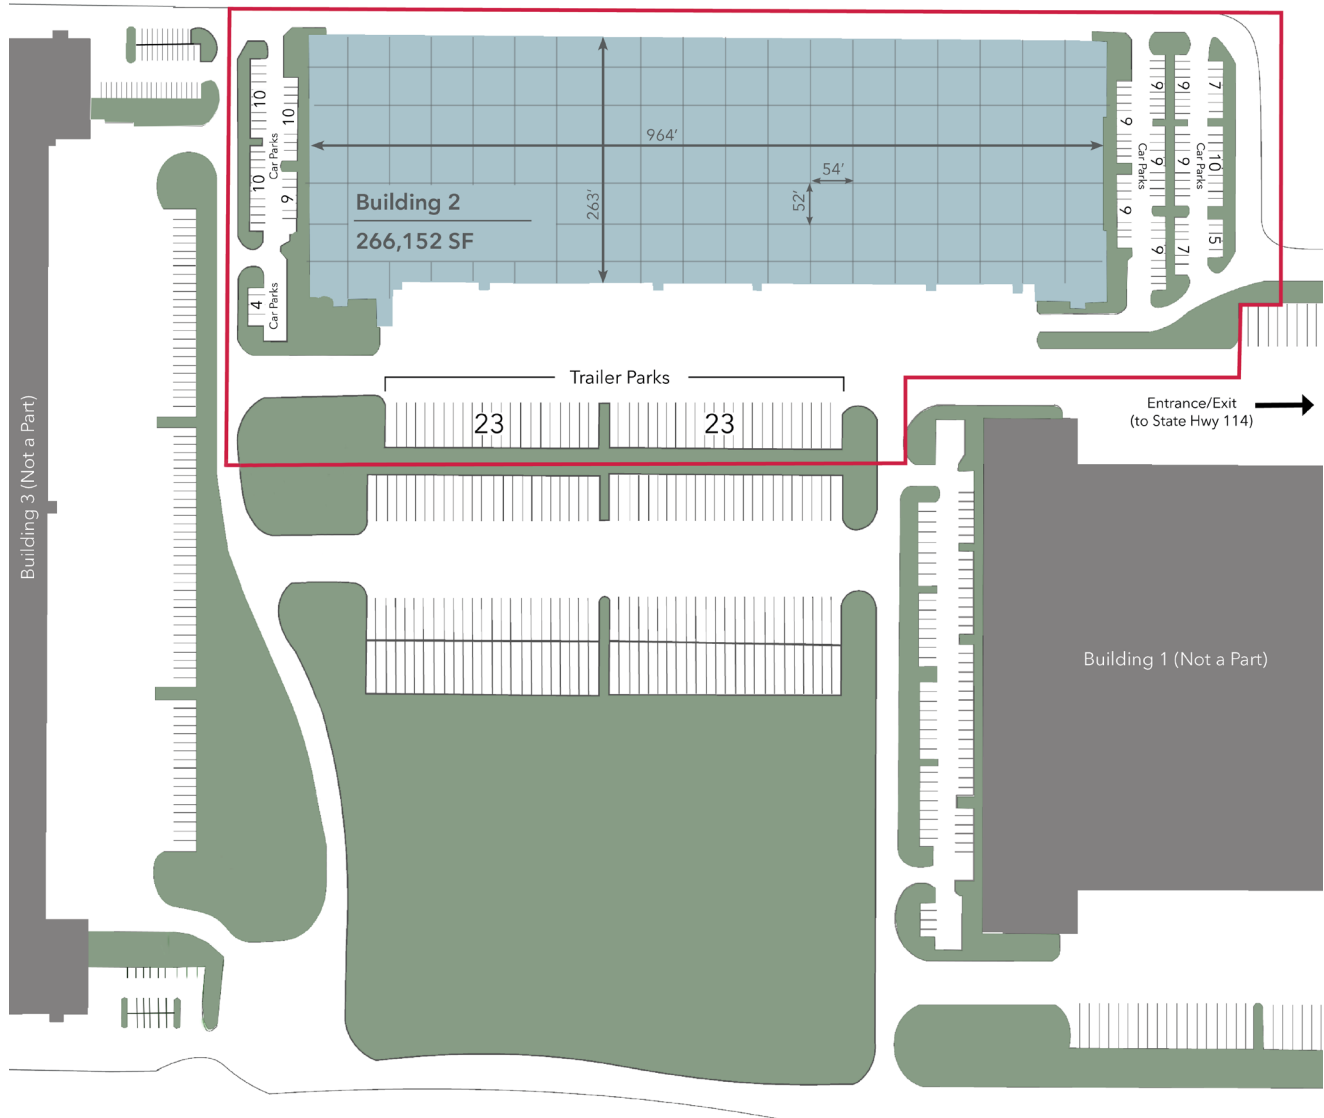 10
10
10
9
Car Parks
4
Car Parks
964’
263’
54’
52’
Building 2
266,152 SF
9
9
Car Parks
9
9
9
9
9
7
Car Parks
7
10
5
Trailer Parks
23
23
Entrance/Exit
(to State Hwy 114)
Building 3 (Not a Part)
Building 1 (Not a Part)